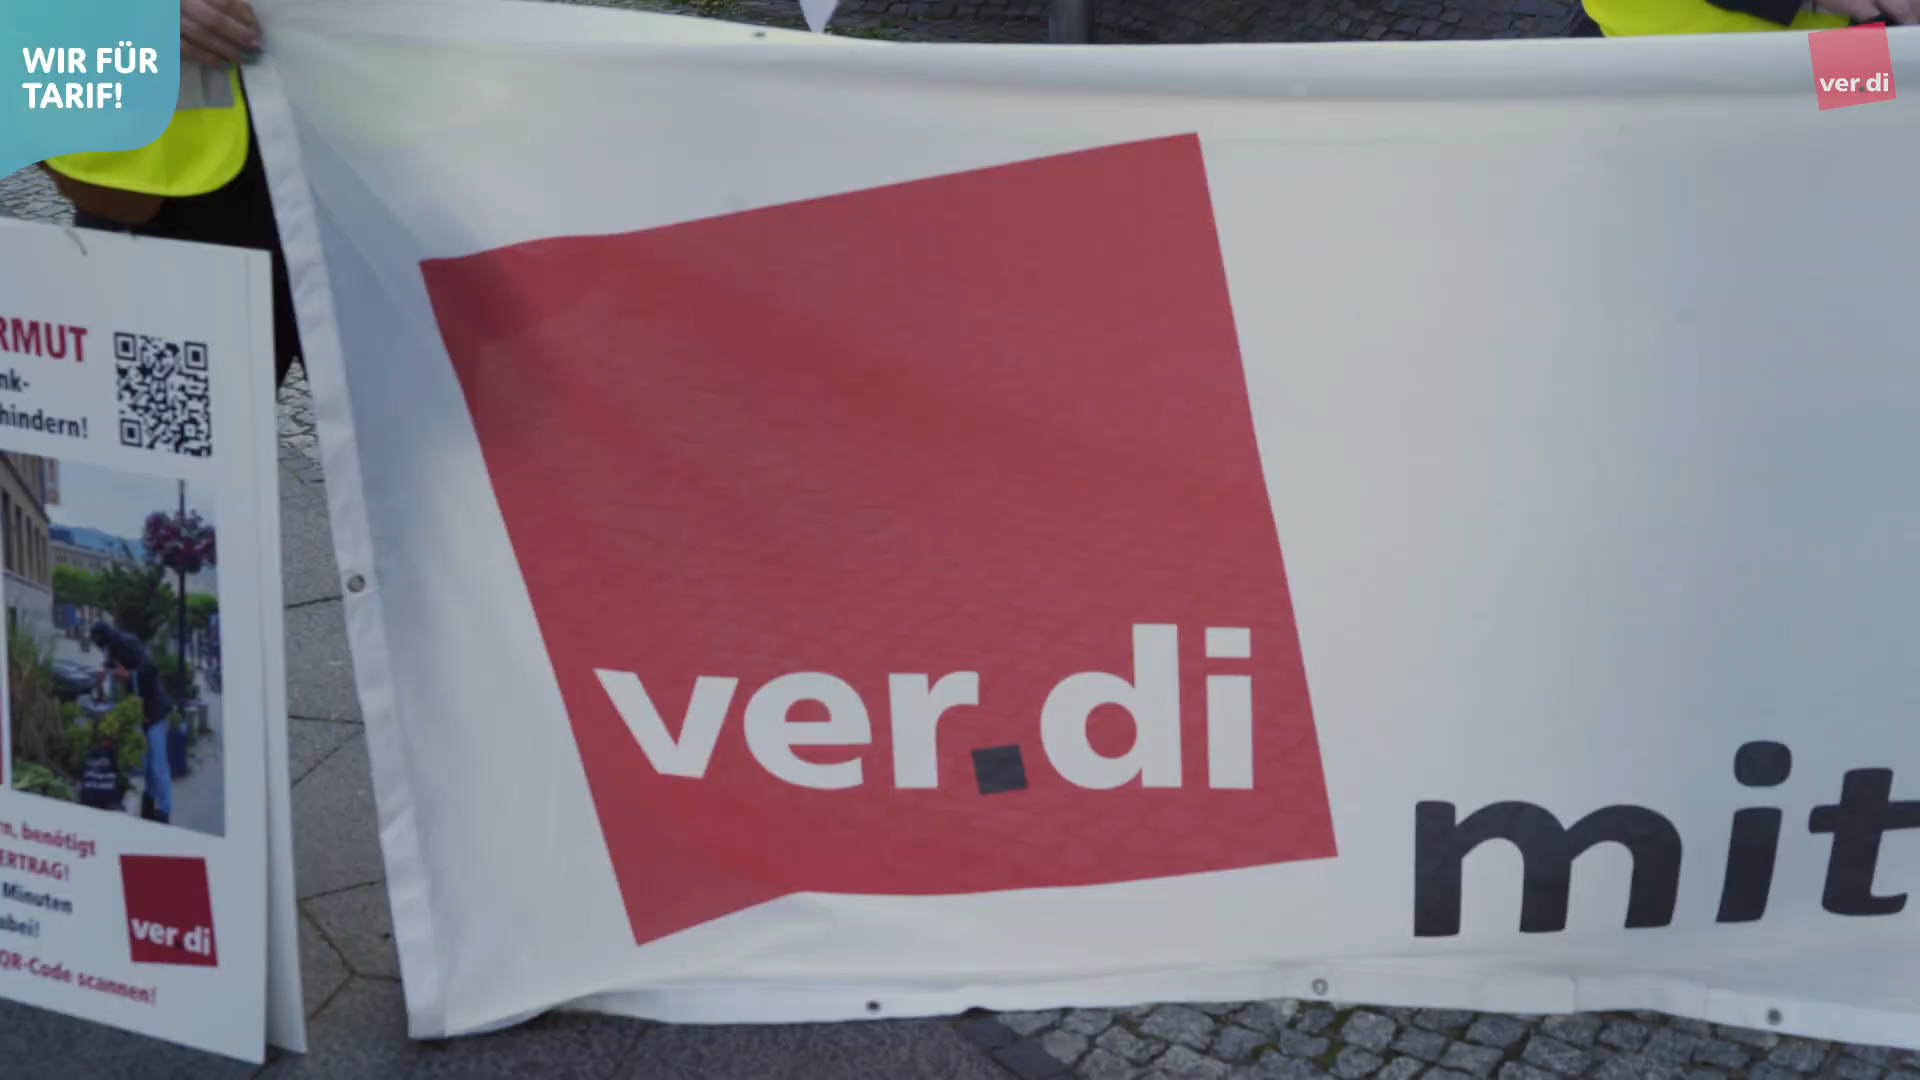 WIR FÜR
TARIF!
ver.di
RMUT
nk-
hindern!
ver.di
mit
n, benötigt
ERTRAG!
Minuten
abei!
ver.di
QR-Code scannen!